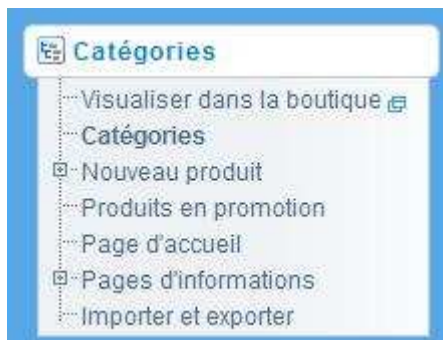 Catégories
Visualiser dans la boutique
Catégories
Nouveau produit
Produits en promotion
Page d'accueil
Pages d'informations
Importer et exporter